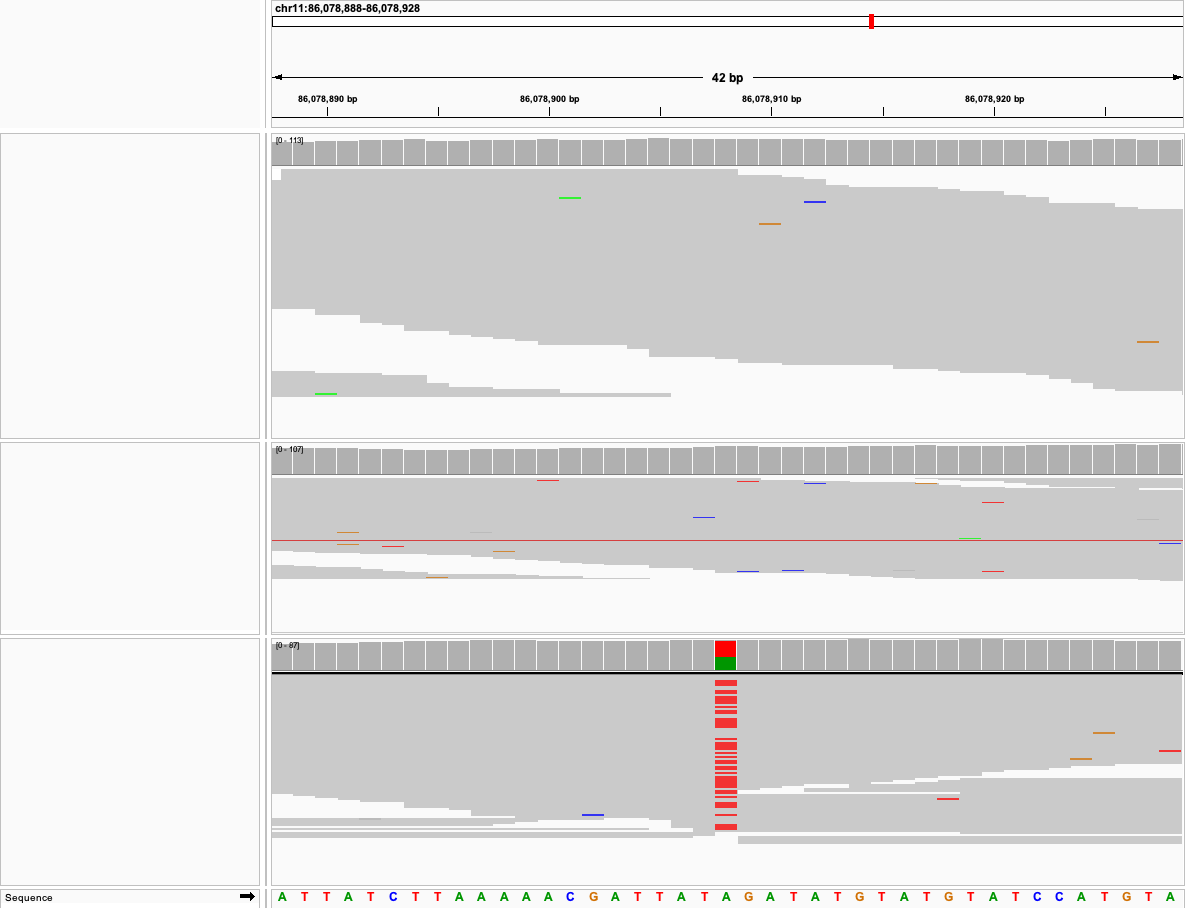 chr11:86,078,888-86,078,928
42 bp
86,078,890 bp 86,078,900 bp 86,078,910 bp 86,078,920 bp
[0 - 113]
[0 - 107]
[0 - 87]
Sequence A T T A T C T T A A A A A C G A T T A T A G A T A T G T A T G T A T C C A T G T A